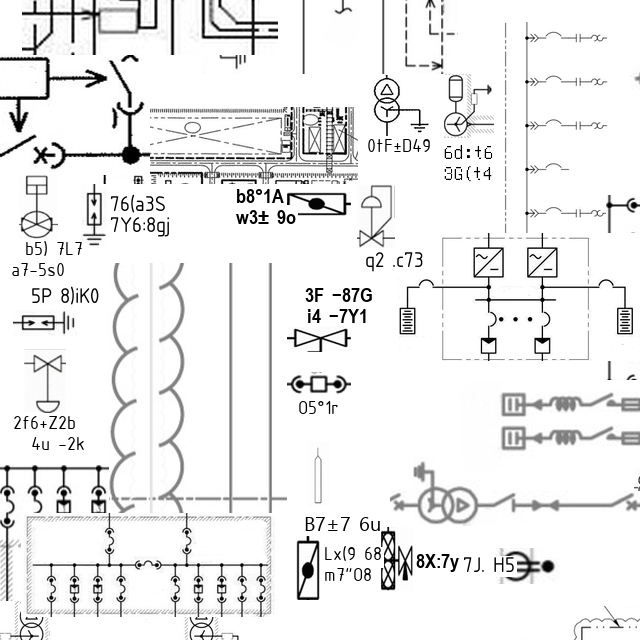 0tF±D49
6d:t6
3G(t4
76(a3S
7Y6:8gj
b8°1A
w3± 9o
b5) 7L7
a7-5s0
q2 .c73
5P 8)iK0
3F -87G
i4 -7Y1
05°1r
2f6+Z2b
4u -2k
B7±7 6u
Lx(9 68
m7"08 l
8X:7y
7J. H5